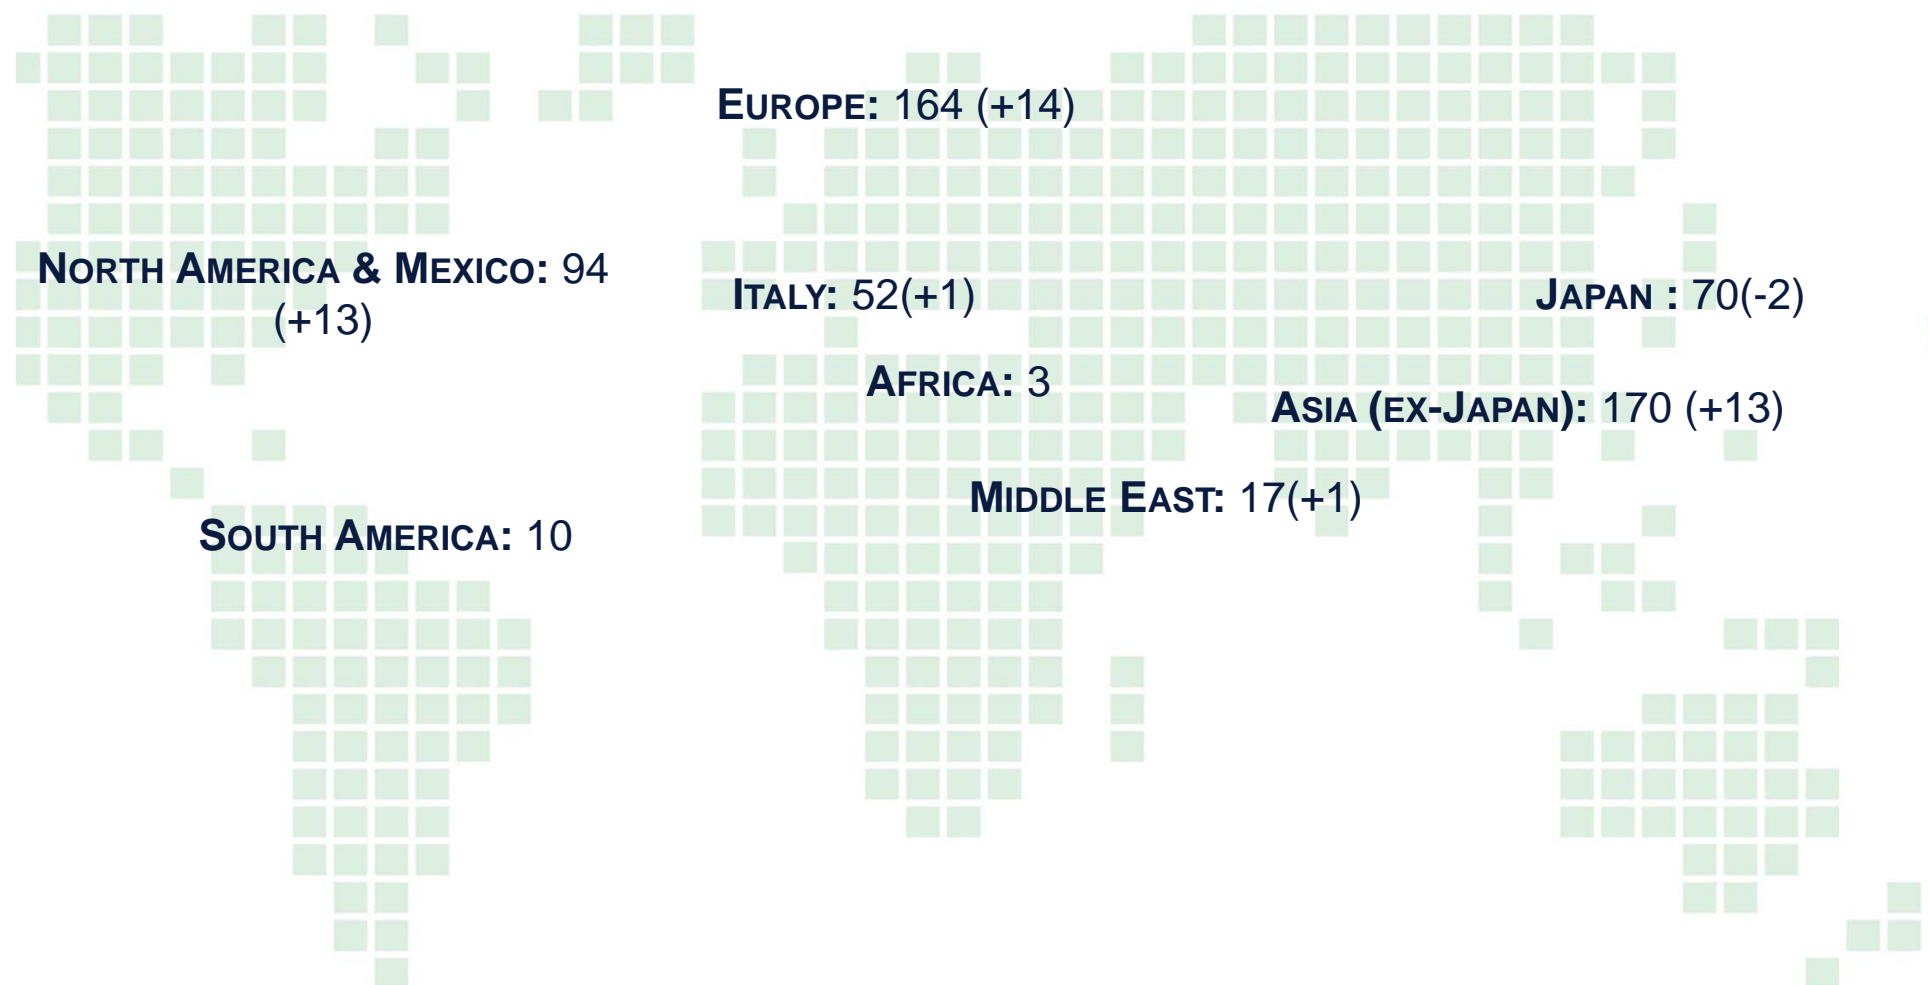 EUROPE: 164 (+14)
NORTH AMERICA & MEXICO: 94
(+13)
ITALY: 52(+1)
JAPAN : 70(-2)
AFRICA: 3
ASIA (EX-JAPAN): 170 (+13)
MIDDLE EAST: 17(+1)
SOUTH AMERICA: 10